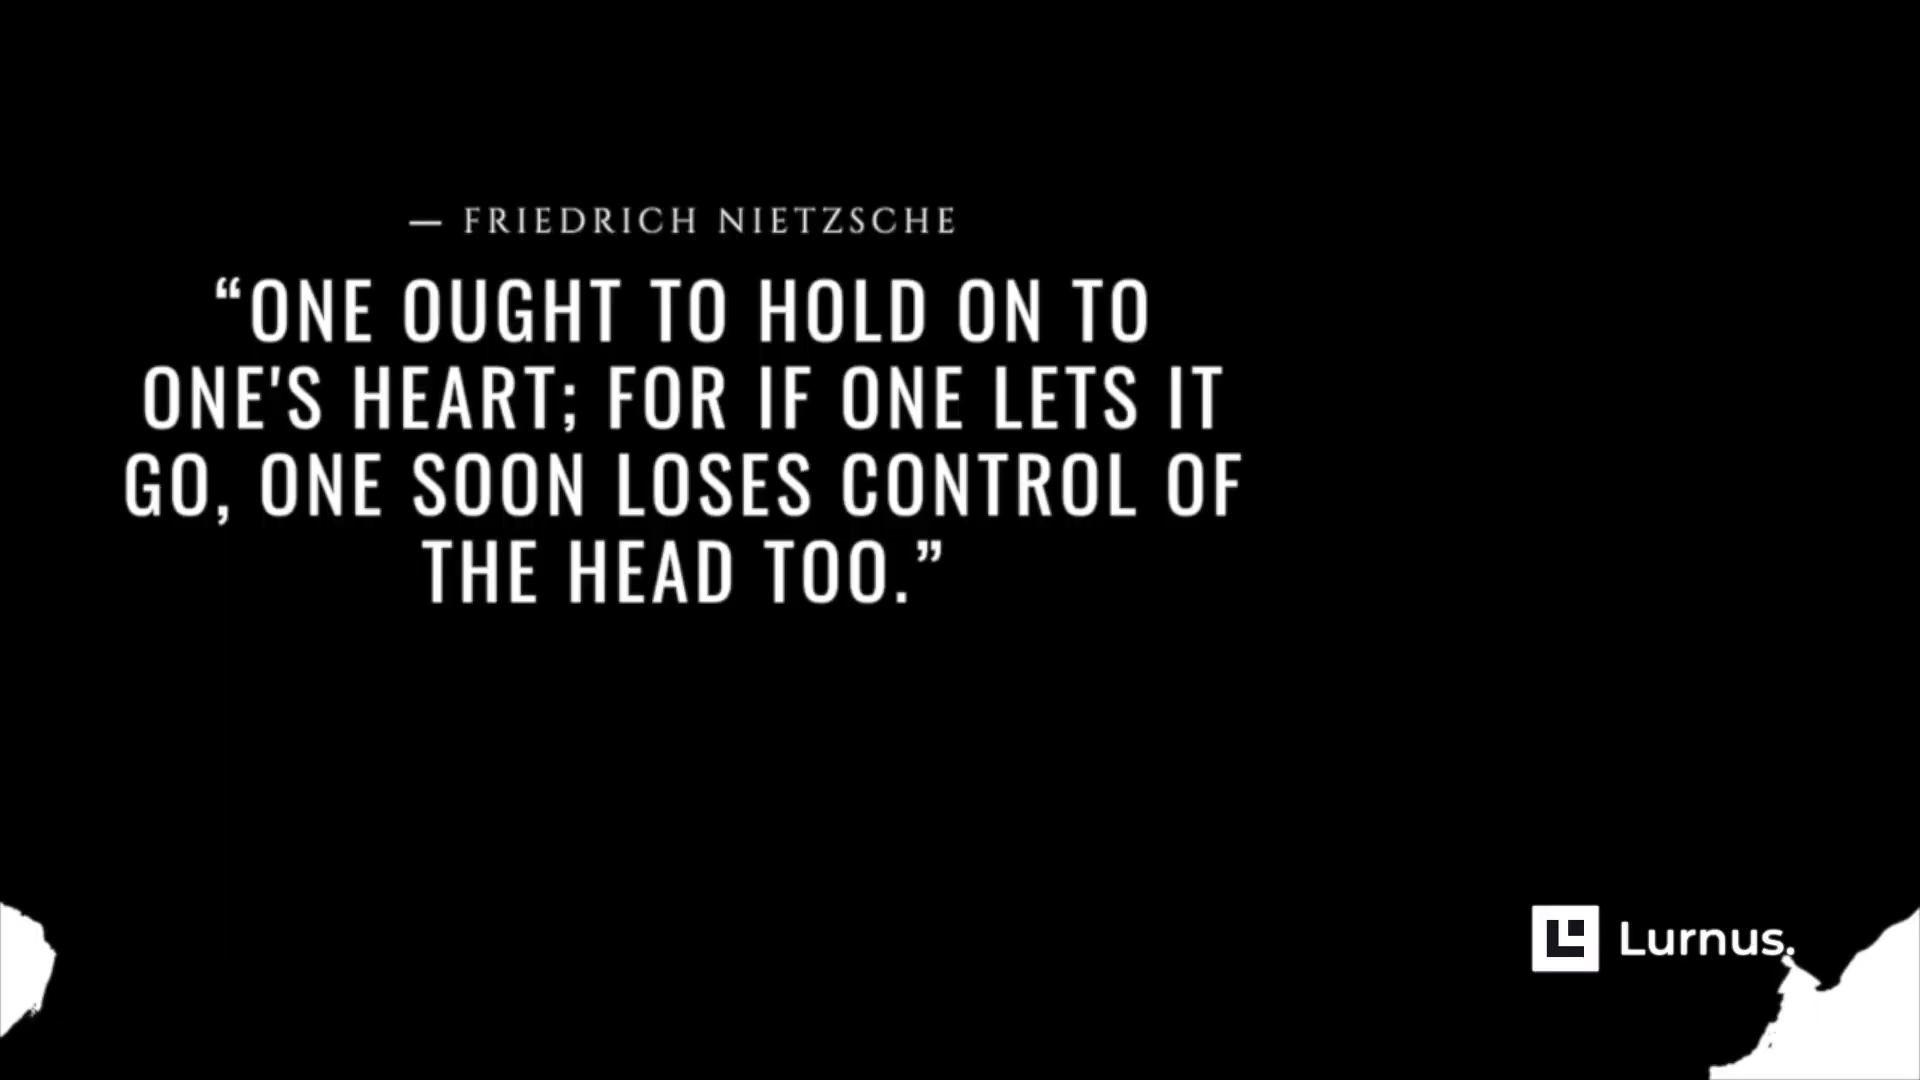 — FRIEDRICH NIETZSCHE
“ONE OUGHT TO HOLD ON TO
ONE'S HEART; FOR IF ONE LETS IT
GO, ONE SOON LOSES CONTROL OF
THE HEAD TOO.”
Lurnus.